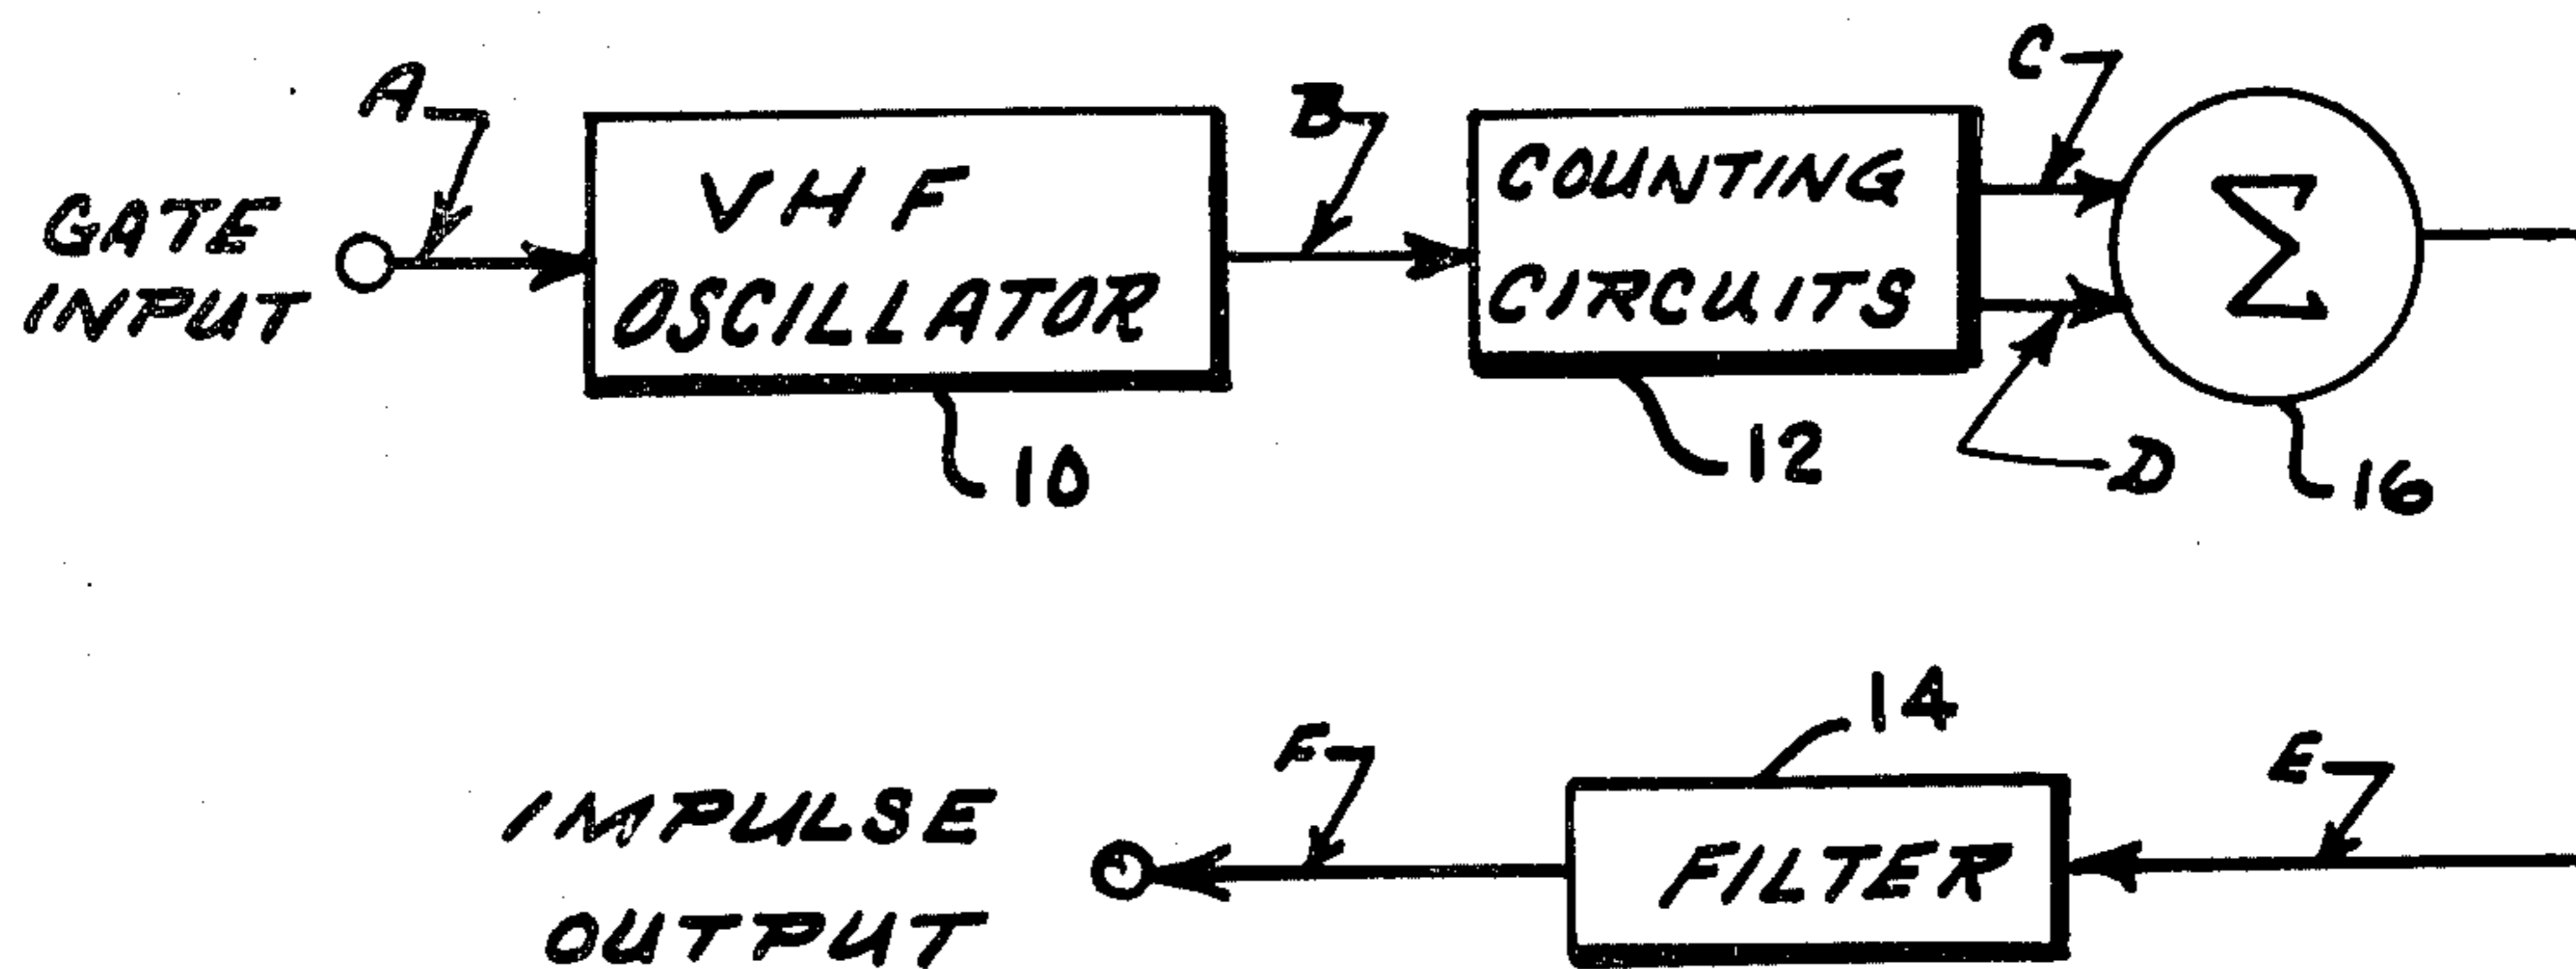 A
GATE
INPUT
VHF
OSCILLATOR
10
B
COUNTING
CIRCUITS
12
C
D
Σ
16
E
14
FILTER
F
IMPULSE
OUTPUT